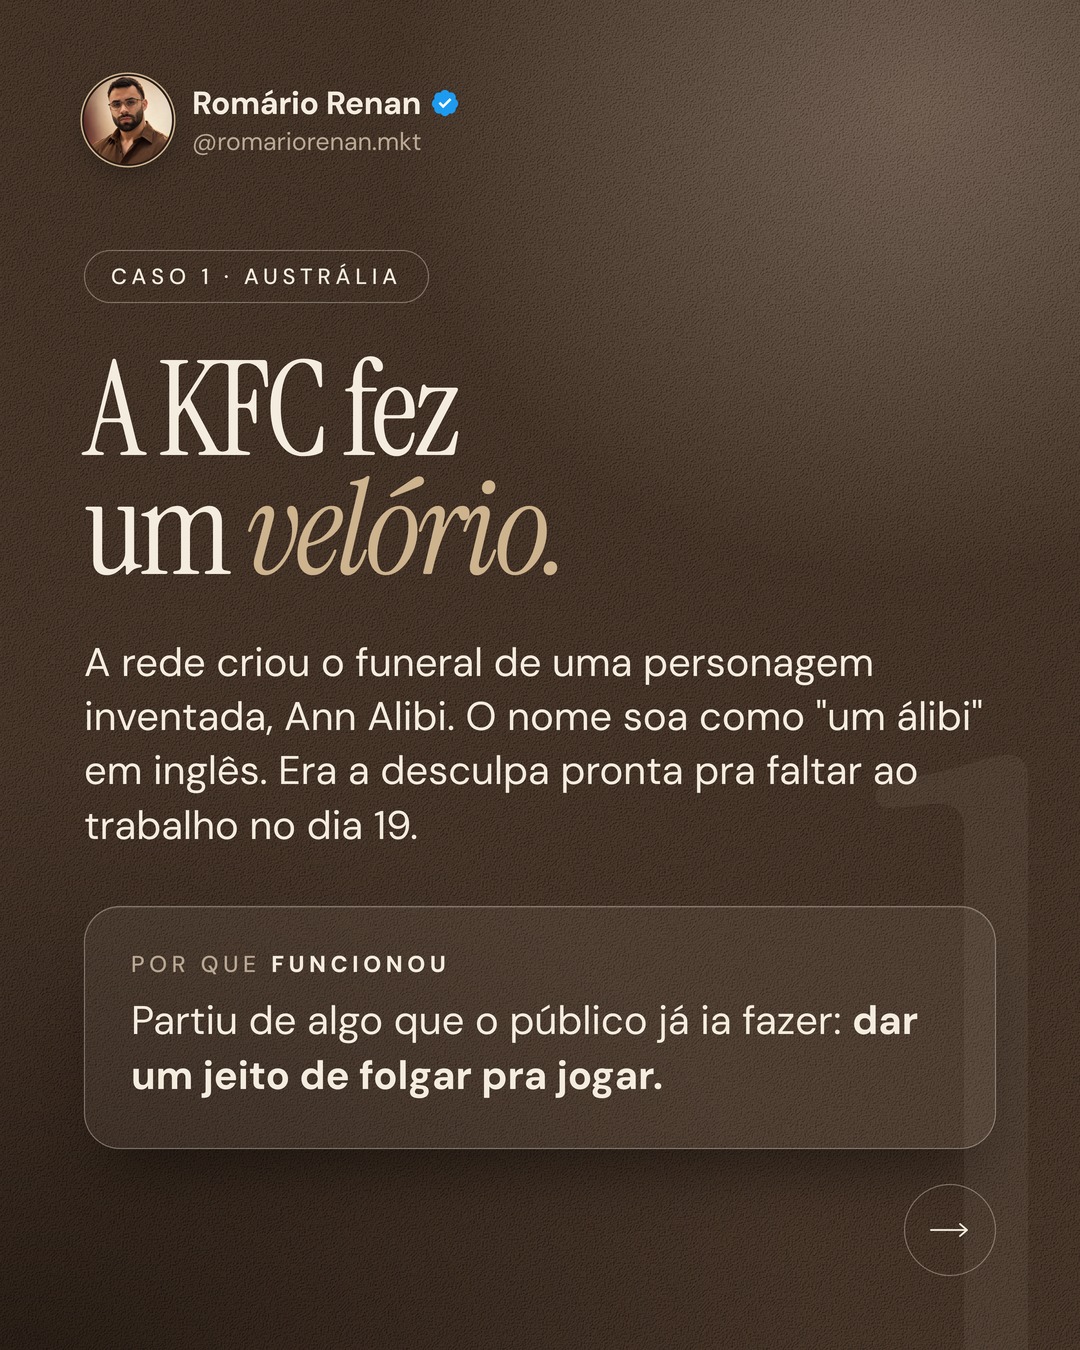 Romário Renan
@romariorenan.mkt
CASO 1 · AUSTRÁLIA
A KFC fez
um velório.
A rede criou o funeral de uma personagem
inventada, Ann Alibi. O nome soa como "um álibi"
em inglês. Era a desculpa pronta pra faltar ao
trabalho no dia 19.
POR QUE FUNCIONOU
Partiu de algo que o público já ia fazer: dar
um jeito de folgar pra jogar.
1